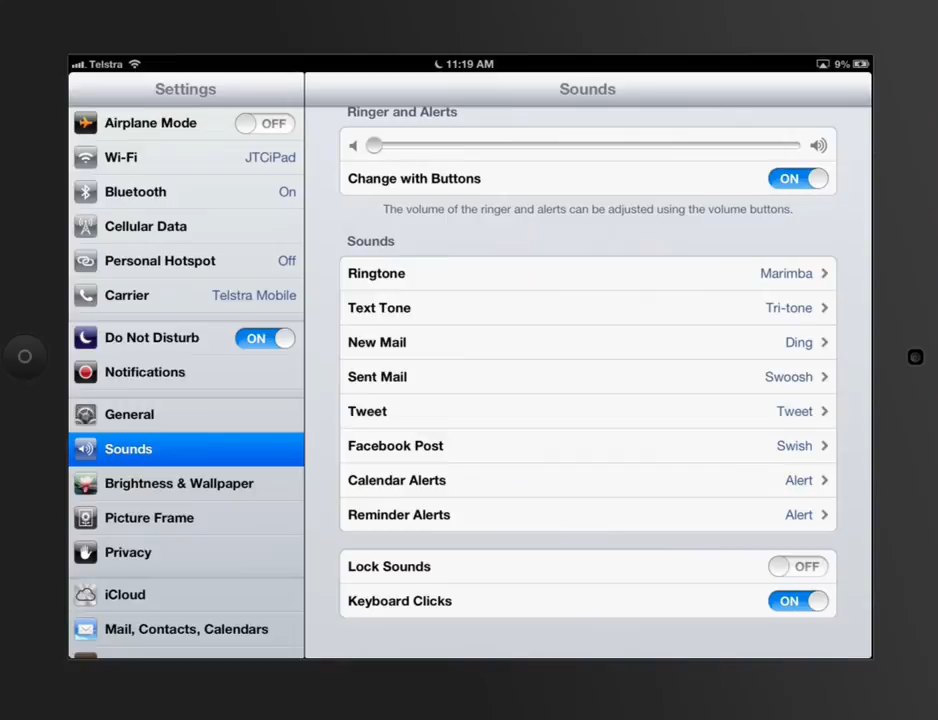 Telstra
11:19 AM
9%
Settings
Airplane Mode OFF
Wi-Fi JTCiPad
Bluetooth On
Cellular Data
Personal Hotspot Off
Carrier Telstra Mobile
Do Not Disturb ON
Notifications
General
Sounds
Brightness & Wallpaper
Picture Frame
Privacy
iCloud
Mail, Contacts, Calendars
Sounds
Ringer and Alerts
Change with Buttons ON
The volume of the ringer and alerts can be adjusted using the volume buttons.
Sounds
Ringtone Marimba
Text Tone Tri-tone
New Mail Ding
Sent Mail Swoosh
Tweet Tweet
Facebook Post Swish
Calendar Alerts Alert
Reminder Alerts Alert
Lock Sounds OFF
Keyboard Clicks ON